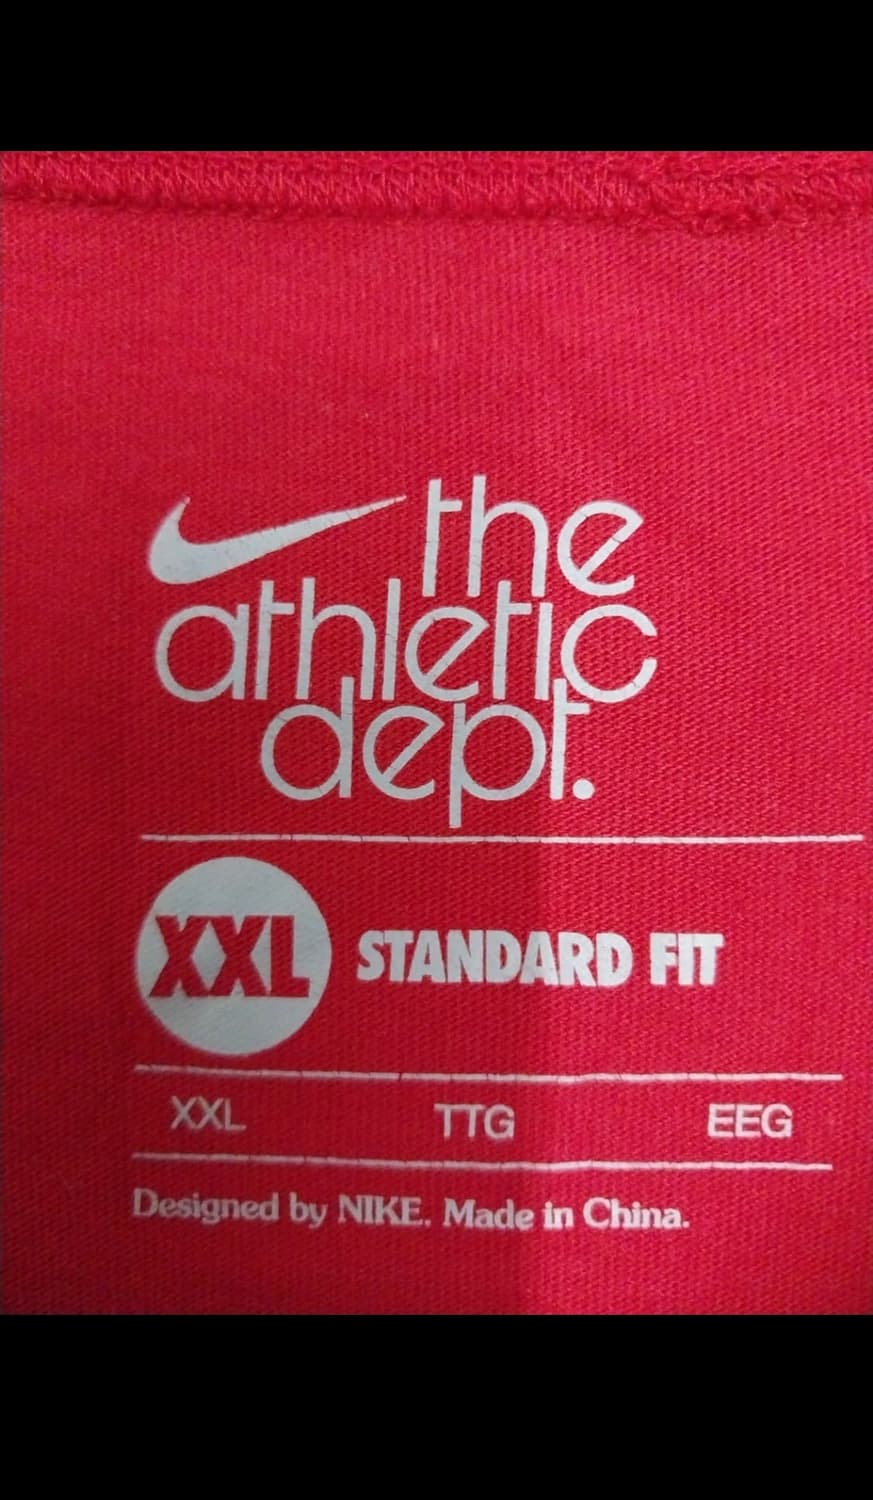 the
athletic
dept.
XXL STANDARD FIT
XXL TTG EEG
Designed by NIKE. Made in China.